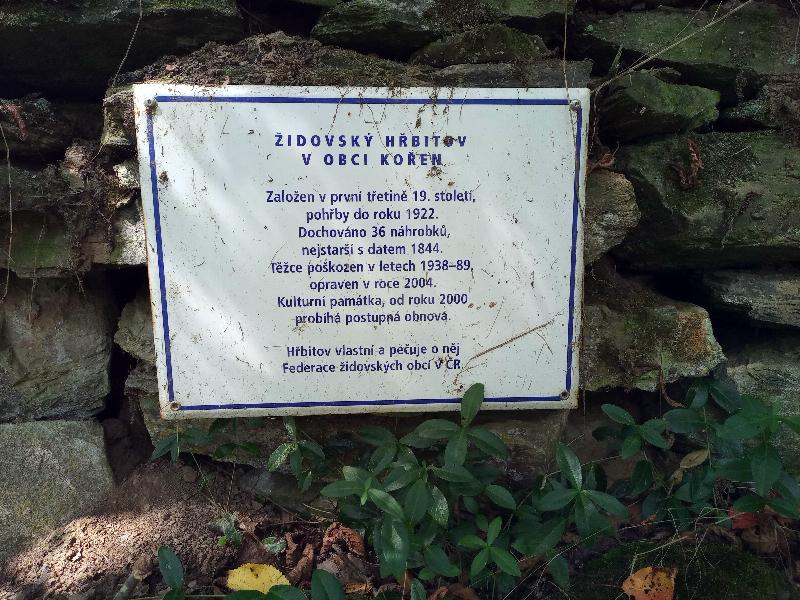 ŽIDOVSKÝ HŘBITOV
V OBCI KOŘEN
Založen v první třetině 19. století,
pohřby do roku 1922.
Dochováno 36 náhrobků,
nejstarší s datem 1844.
Těžce poškozen v letech 1938–89,
opraven v roce 2004.
Kulturní památka, od roku 2000
probíhá postupná obnova.
Hřbitov vlastní a pečuje o něj
Federace židovských obcí v ČR